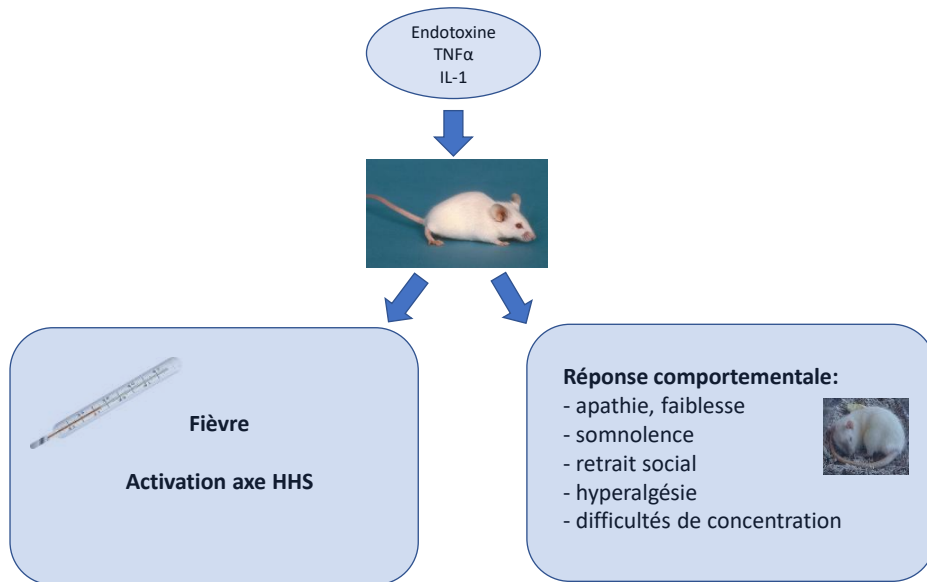 Endotoxine
TNFα
IL-1
Fièvre
Activation axe HHS
Réponse comportementale:
- apathie, faiblesse
- somnolence
- retrait social
- hyperalgésie
- difficultés de concentration